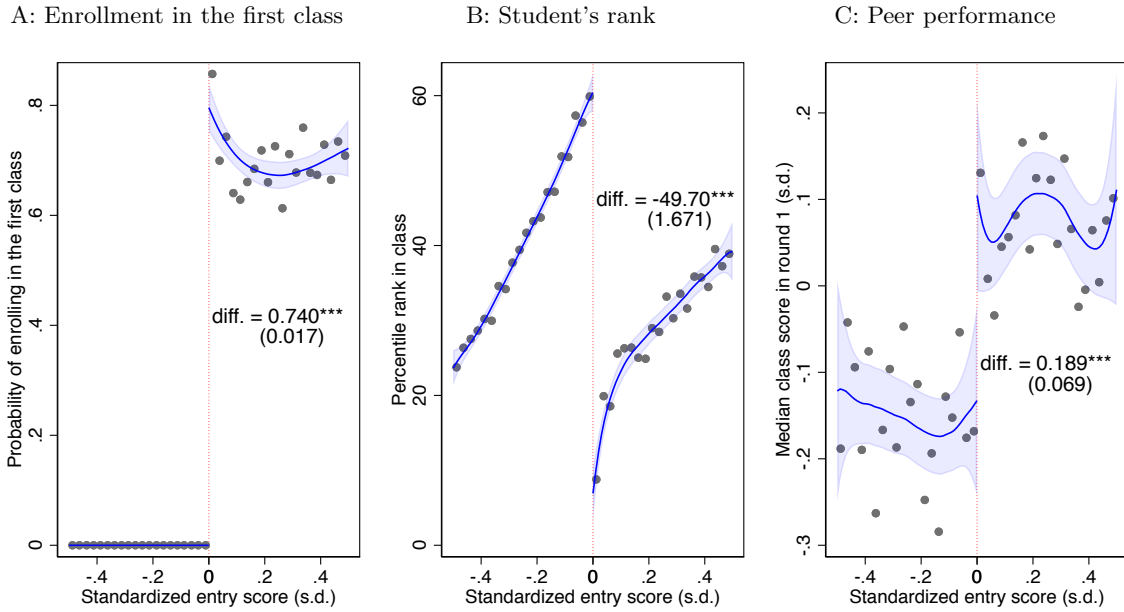 A: Enrollment in the first class
Probability of enrolling in the first class
.8
.6
.4
.2
0
diff. = 0.740***
(0.017)
-.4 -.2 0 .2 .4
Standardized entry score (s.d.)
B: Student's rank
Percentile rank in class
60
40
20
0
diff. = -49.70***
(1.671)
-.4 -.2 0 .2 .4
Standardized entry score (s.d.)
C: Peer performance
Median class score in round 1 (s.d.)
.2
.1
0
-.1
-.2
-.3
diff. = 0.189***
(0.069)
-.4 -.2 0 .2 .4
Standardized entry score (s.d.)